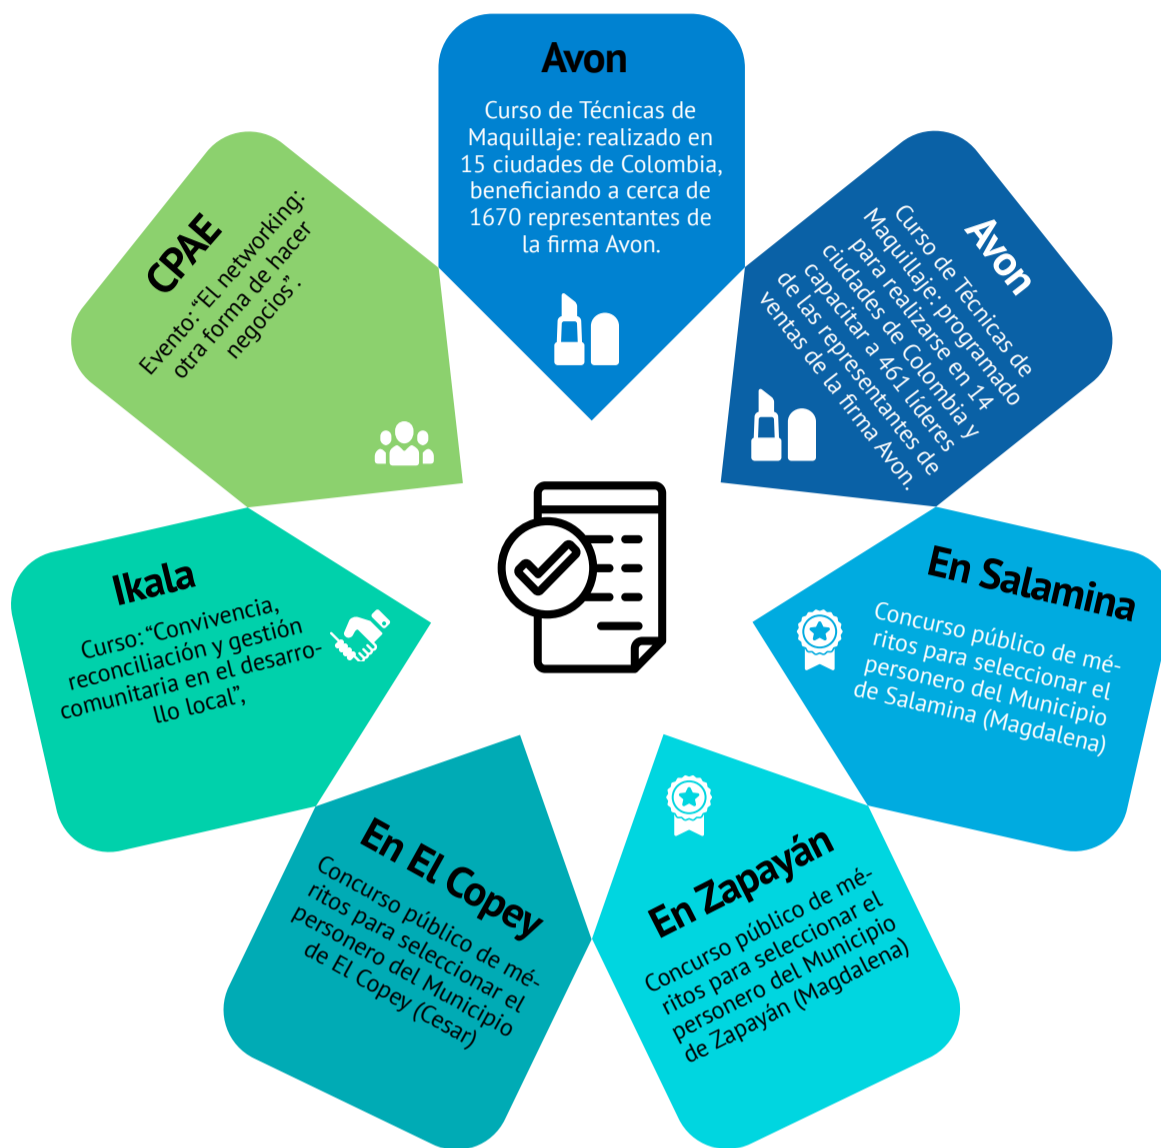 Avon
Curso de Técnicas de
Maquillaje: realizado en
15 ciudades de Colombia,
beneficiando a cerca de
1670 representantes de
la firma Avon.
Avon
Curso de Técnicas de
Maquillaje: programado
para realizarse en 14
ciudades de Colombia y
capacitar a 461 líderes
de las representantes de
ventas de la firma Avon.
En Salamina
Concurso público de mé-
ritos para seleccionar el
personero del Municipio
de Salamina (Magdalena)
En Zapayán
Concurso público de mé-
ritos para seleccionar el
personero del Municipio
de Zapayán (Magdalena)
En El Copey
Concurso público de mé-
ritos para seleccionar el
personero del Municipio
de El Copey (Cesar)
Ikala
Curso: “Convivencia,
reconciliación y gestión
comunitaria en el desarro-
llo local”,
CPAE
Evento: “El networking:
otra forma de hacer
negocios”.